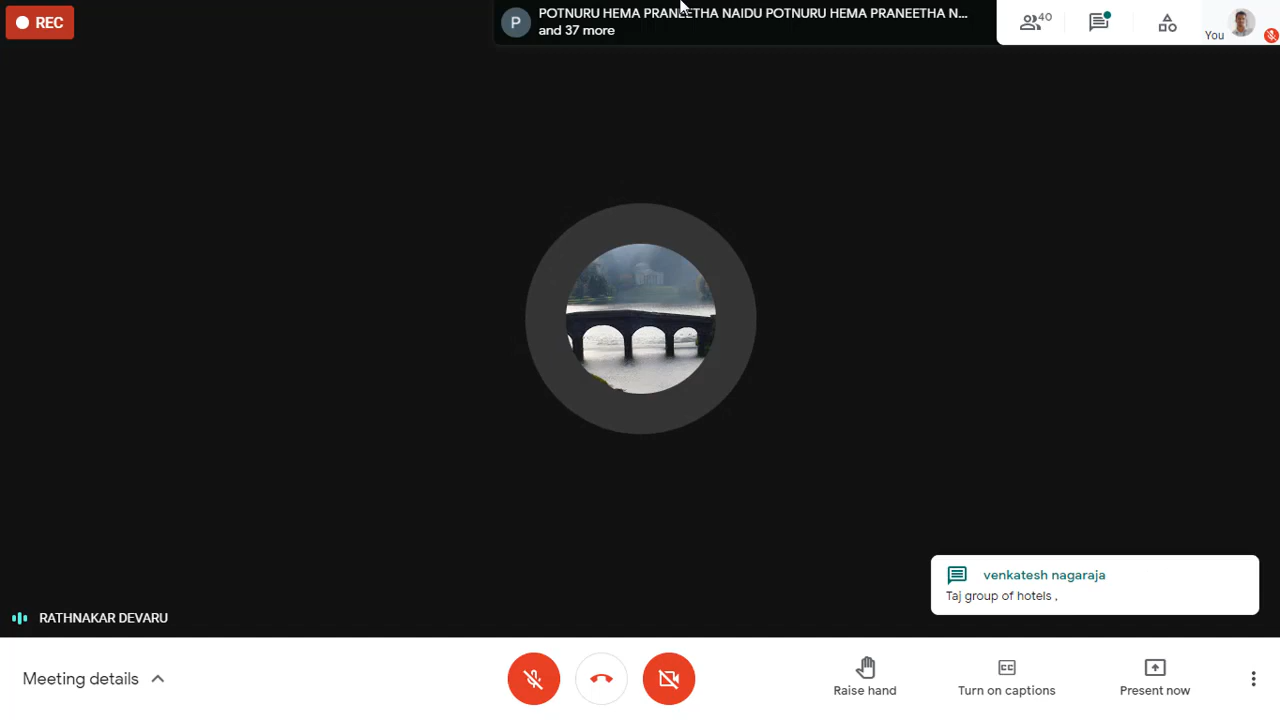 REC
P
POTNURU HEMA PRANEETHA NAIDU POTNURU HEMA PRANEETHA N...
and 37 more
40
You
venkatesh nagaraja
Taj group of hotels ,
RATHNAKAR DEVARU
Meeting details
CC
Raise hand
Turn on captions
Present now